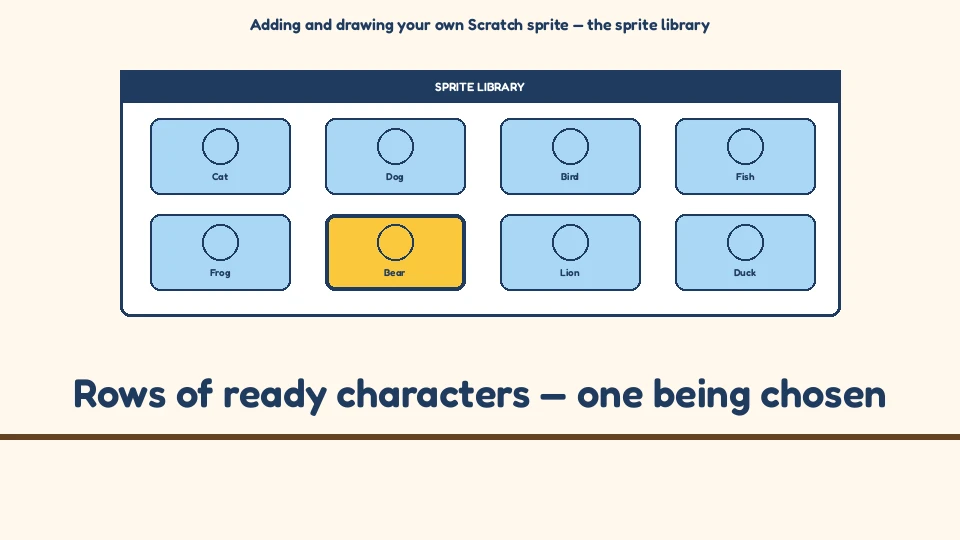 Adding and drawing your own Scratch sprite — the sprite library
SPRITE LIBRARY
Cat
Dog
Bird
Fish
Frog
Bear
Lion
Duck
Rows of ready characters — one being chosen